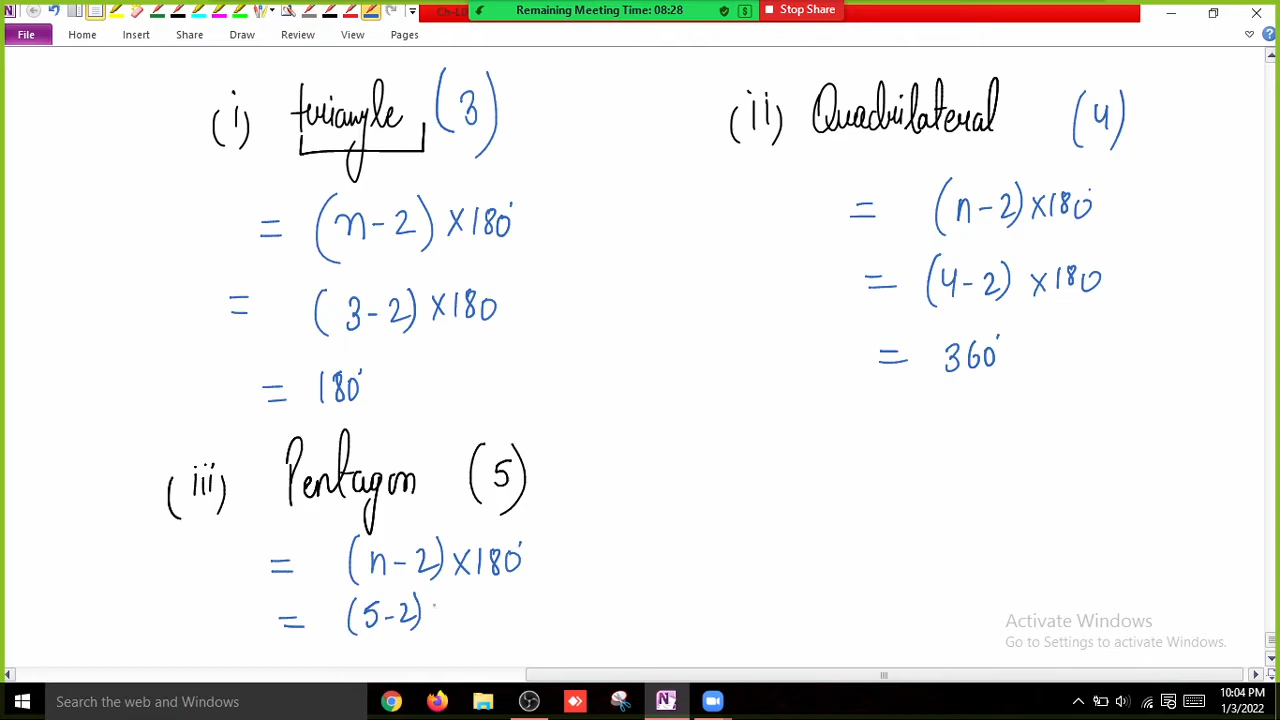 Ch-1
Remaining Meeting Time: 08:28
Stop Share
File Home Insert Share Draw Review View Pages
(i) triangle (3)
= (n-2) ×180°
= (3-2) ×180
= 180°
(ii) Quadrilateral (4)
= (n-2) ×180°
= (4-2) ×180
= 360°
(iii) Pentagon (5)
= (n-2) ×180°
= (5-2)
Activate Windows
Go to Settings to activate Windows.
Search the web and Windows
10:04 PM
1/3/2022